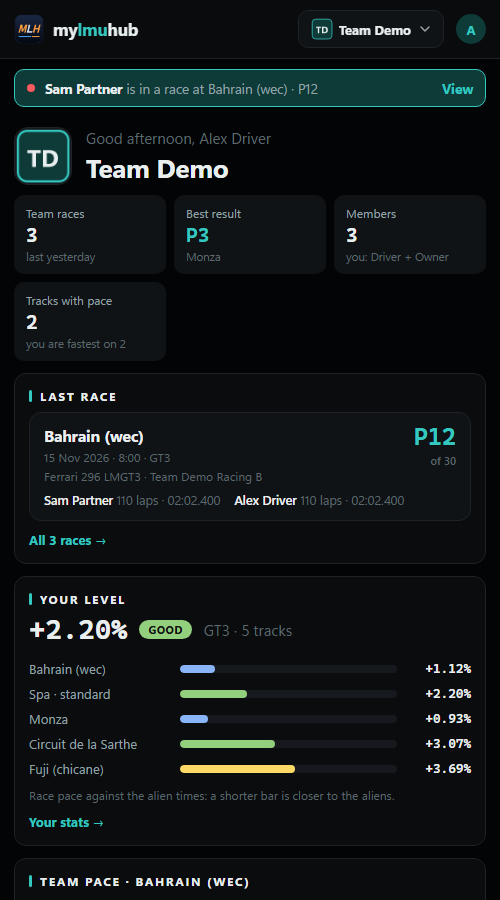 MLH mylmuhub
TD Team Demo
A
Sam Partner is in a race at Bahrain (wec) · P12 View
TD
Good afternoon, Alex Driver
Team Demo
Team races
3
last yesterday
Best result
P3
Monza
Members
3
you: Driver + Owner
Tracks with pace
2
you are fastest on 2
LAST RACE
Bahrain (wec)
P12
15 Nov 2026 · 8:00 · GT3
of 30
Ferrari 296 LMGT3 · Team Demo Racing B
Sam Partner 110 laps · 02:02.400 Alex Driver 110 laps · 02:02.400
All 3 races →
YOUR LEVEL
+2.20% GOOD GT3 · 5 tracks
Bahrain (wec) +1.12%
Spa · standard +2.20%
Monza +0.93%
Circuit de la Sarthe +3.07%
Fuji (chicane) +3.69%
Race pace against the alien times: a shorter bar is closer to the aliens.
Your stats →
TEAM PACE · BAHRAIN (WEC)